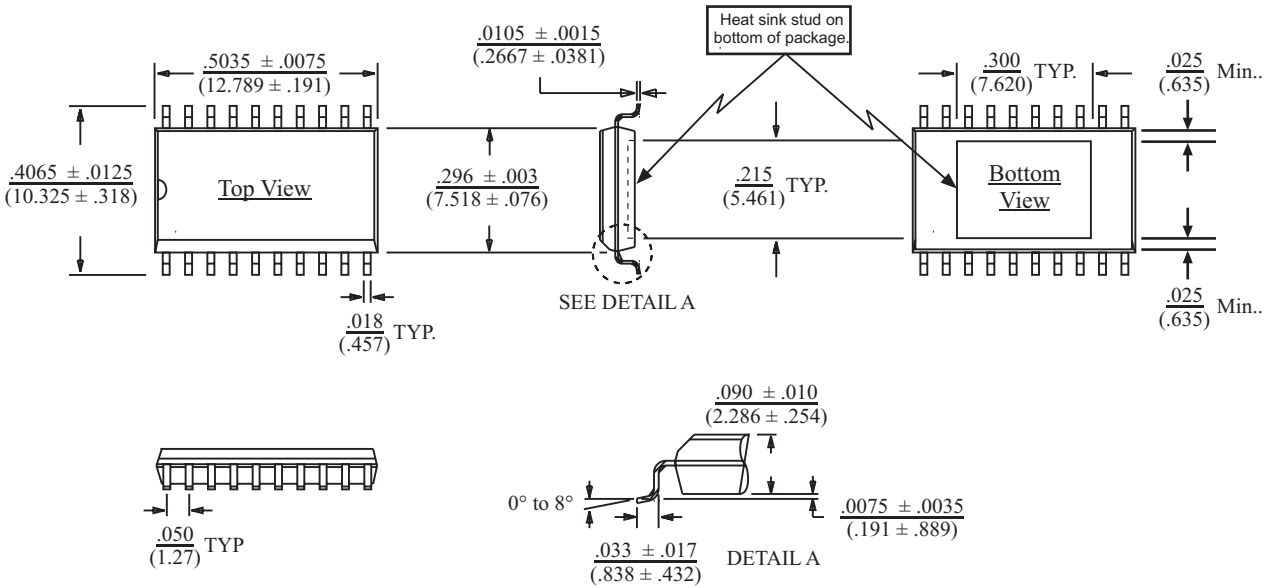 .0105 ± .0015
(.2667 ± .0381)
Heat sink stud on
bottom of package.
.5035 ± .0075
(12.789 ± .191)
.300 TYP.
(7.620)
.025 Min..
(.635)
.4065 ± .0125
(10.325 ± .318)
Top View
.296 ± .003
(7.518 ± .076)
.215 TYP.
(5.461)
Bottom
View
SEE DETAIL A
.025 Min..
(.635)
.018 TYP.
(.457)
.090 ± .010
(2.286 ± .254)
0° to 8°
.0075 ± .0035
(.191 ± .889)
.050 TYP
(1.27)
.033 ± .017
(.838 ± .432)
DETAIL A